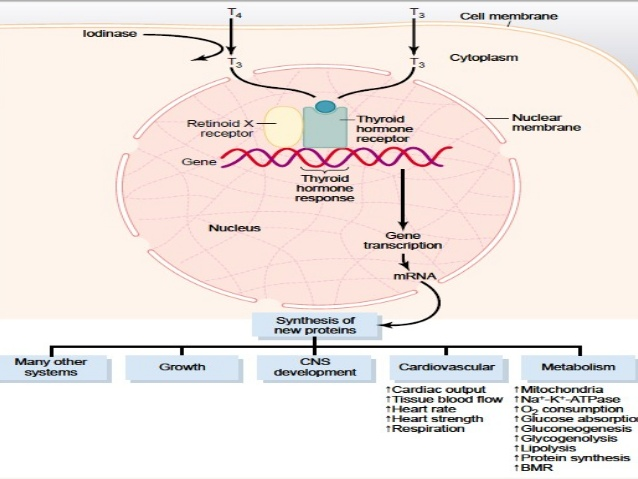 T4
T3
Cell membrane
Iodinase
Cytoplasm
T3
T3
Retinoid X
receptor
Thyroid
hormone
receptor
Nuclear
membrane
Gene
Thyroid
hormone
response
Nucleus
Gene
transcription
mRNA
Synthesis of
new proteins
Many other
systems
Growth
CNS
development
Cardiovascular
Metabolism
↑Cardiac output
↑Tissue blood flow
↑Heart rate
↑Heart strength
↑Respiration
↑Mitochondria
↑Na+-K+-ATPase
↑O2 consumption
↑Glucose absorptio
↑Gluconeogenesis
↑Glycogenolysis
↑Lipolysis
↑Protein synthesis
↑BMR